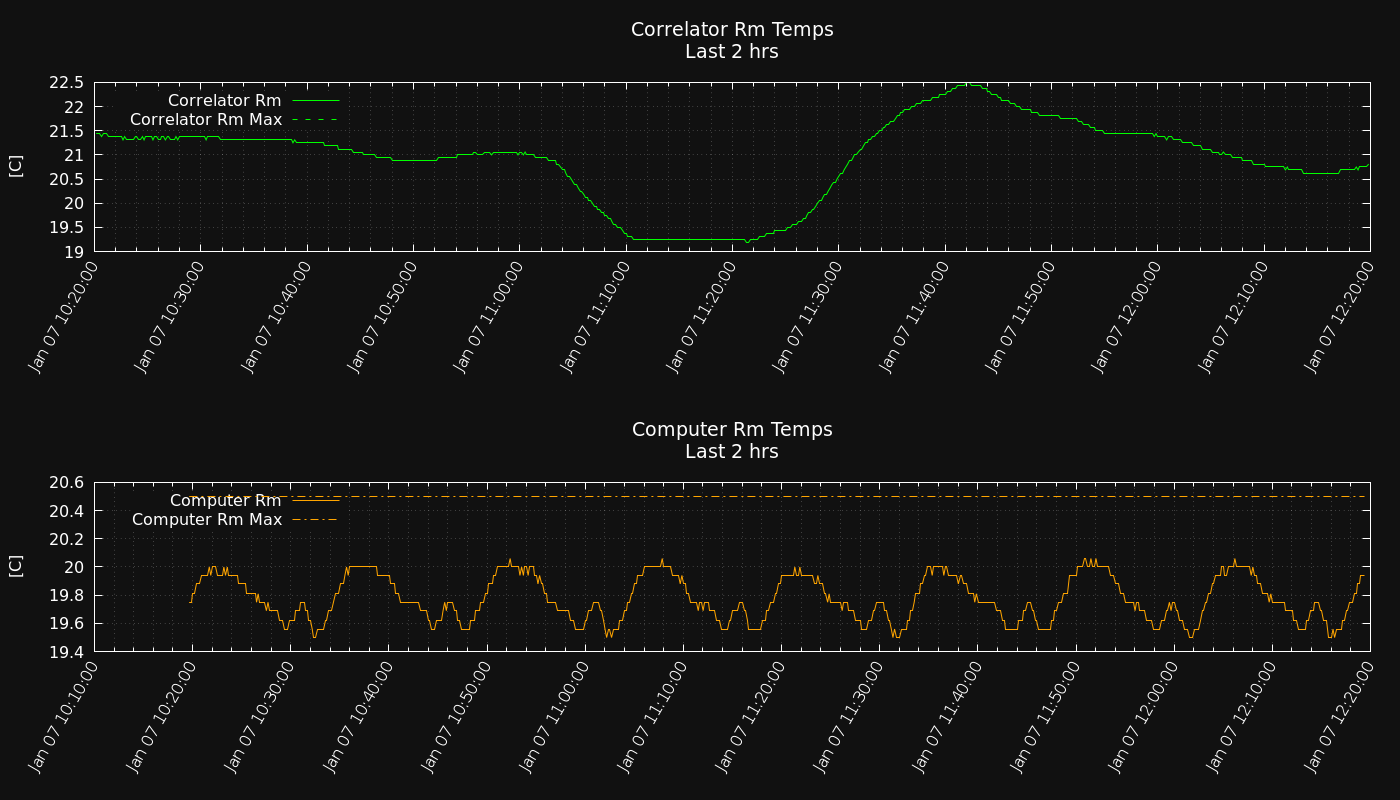 Correlator Rm Temps
Last 2 hrs
Correlator Rm
Correlator Rm Max
[C]
22.5
22
21.5
21
20.5
20
19.5
19
Jan 07 10:20:00
Jan 07 10:30:00
Jan 07 10:40:00
Jan 07 10:50:00
Jan 07 11:00:00
Jan 07 11:10:00
Jan 07 11:20:00
Jan 07 11:30:00
Jan 07 11:40:00
Jan 07 11:50:00
Jan 07 12:00:00
Jan 07 12:10:00
Jan 07 12:20:00
Computer Rm Temps
Last 2 hrs
Computer Rm
Computer Rm Max
[C]
20.6
20.4
20.2
20
19.8
19.6
19.4
Jan 07 10:10:00
Jan 07 10:20:00
Jan 07 10:30:00
Jan 07 10:40:00
Jan 07 10:50:00
Jan 07 11:00:00
Jan 07 11:10:00
Jan 07 11:20:00
Jan 07 11:30:00
Jan 07 11:40:00
Jan 07 11:50:00
Jan 07 12:00:00
Jan 07 12:10:00
Jan 07 12:20:00